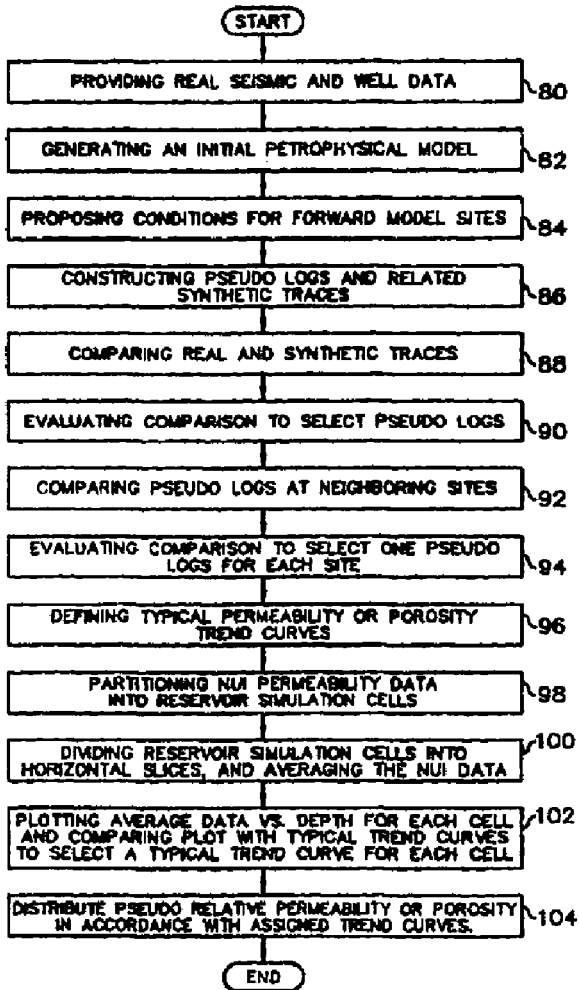 START
PROVIDING REAL SEISMIC AND WELL DATA
80
GENERATING AN INITIAL PETROPHYSICAL MODEL
82
PROPOSING CONDITIONS FOR FORWARD MODEL SITES
84
CONSTRUCTING PSEUDO LOGS AND RELATED
SYNTHETIC TRACES
86
COMPARING REAL AND SYNTHETIC TRACES
88
EVALUATING COMPARISON TO SELECT PSEUDO LOGS
90
COMPARING PSEUDO LOGS AT NEIGHBORING SITES
92
EVALUATING COMPARISON TO SELECT ONE PSEUDO
LOGS FOR EACH SITE
94
DEFINING TYPICAL PERMEABILITY OR POROSITY
TREND CURVES
96
PARTITIONING NUI PERMEABILITY DATA
INTO RESERVOIR SIMULATION CELLS
98
DIVIDING RESERVOIR SIMULATION CELLS INTO
HORIZONTAL SLICES, AND AVERAGING THE NUI DATA
100
PLOTTING AVERAGE DATA VS. DEPTH FOR EACH CELL
AND COMPARING PLOT WITH TYPICAL TREND CURVES
TO SELECT A TYPICAL TREND CURVE FOR EACH CELL
102
DISTRIBUTE PSEUDO RELATIVE PERMEABILITY OR POROSITY
IN ACCORDANCE WITH ASSIGNED TREND CURVES.
104
END